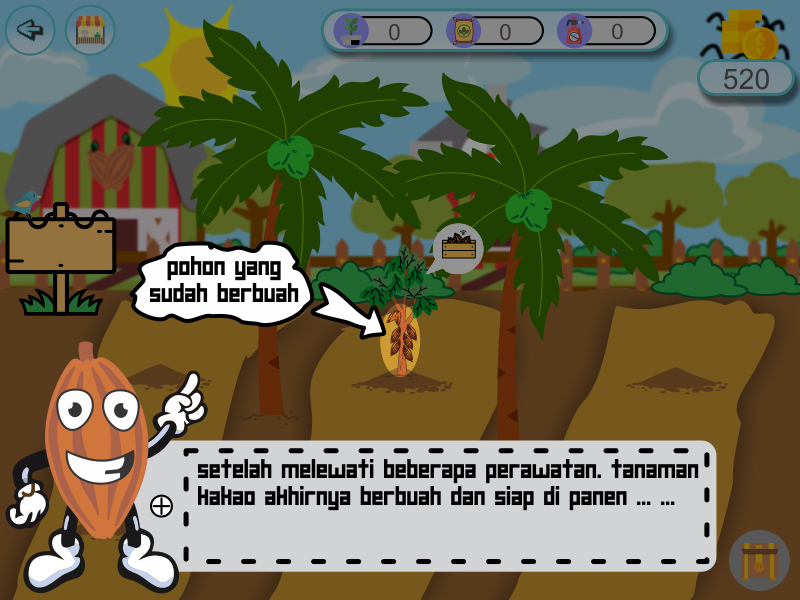 0
0
0
520
pohon yang
sudah berbuah
setelah melewati beberapa perawatan. tanaman
kakao akhirnya berbuah dan siap di panen ... ...